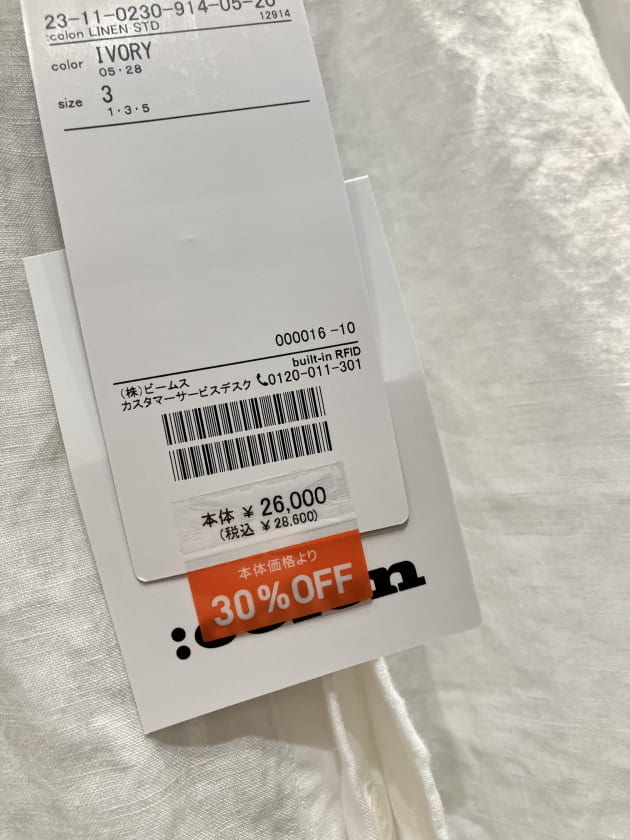 23-11-0230-914-05-20
:colon LINEN STD 12914
color IVORY
05・28
size 3
1・3・5
000016 -10
built-in RFID
(株)ビームス
カスタマーサービスデスク 0120-011-301
本体 ¥ 26,000
(税込 ¥ 28,600)
本体価格より
30%OFF